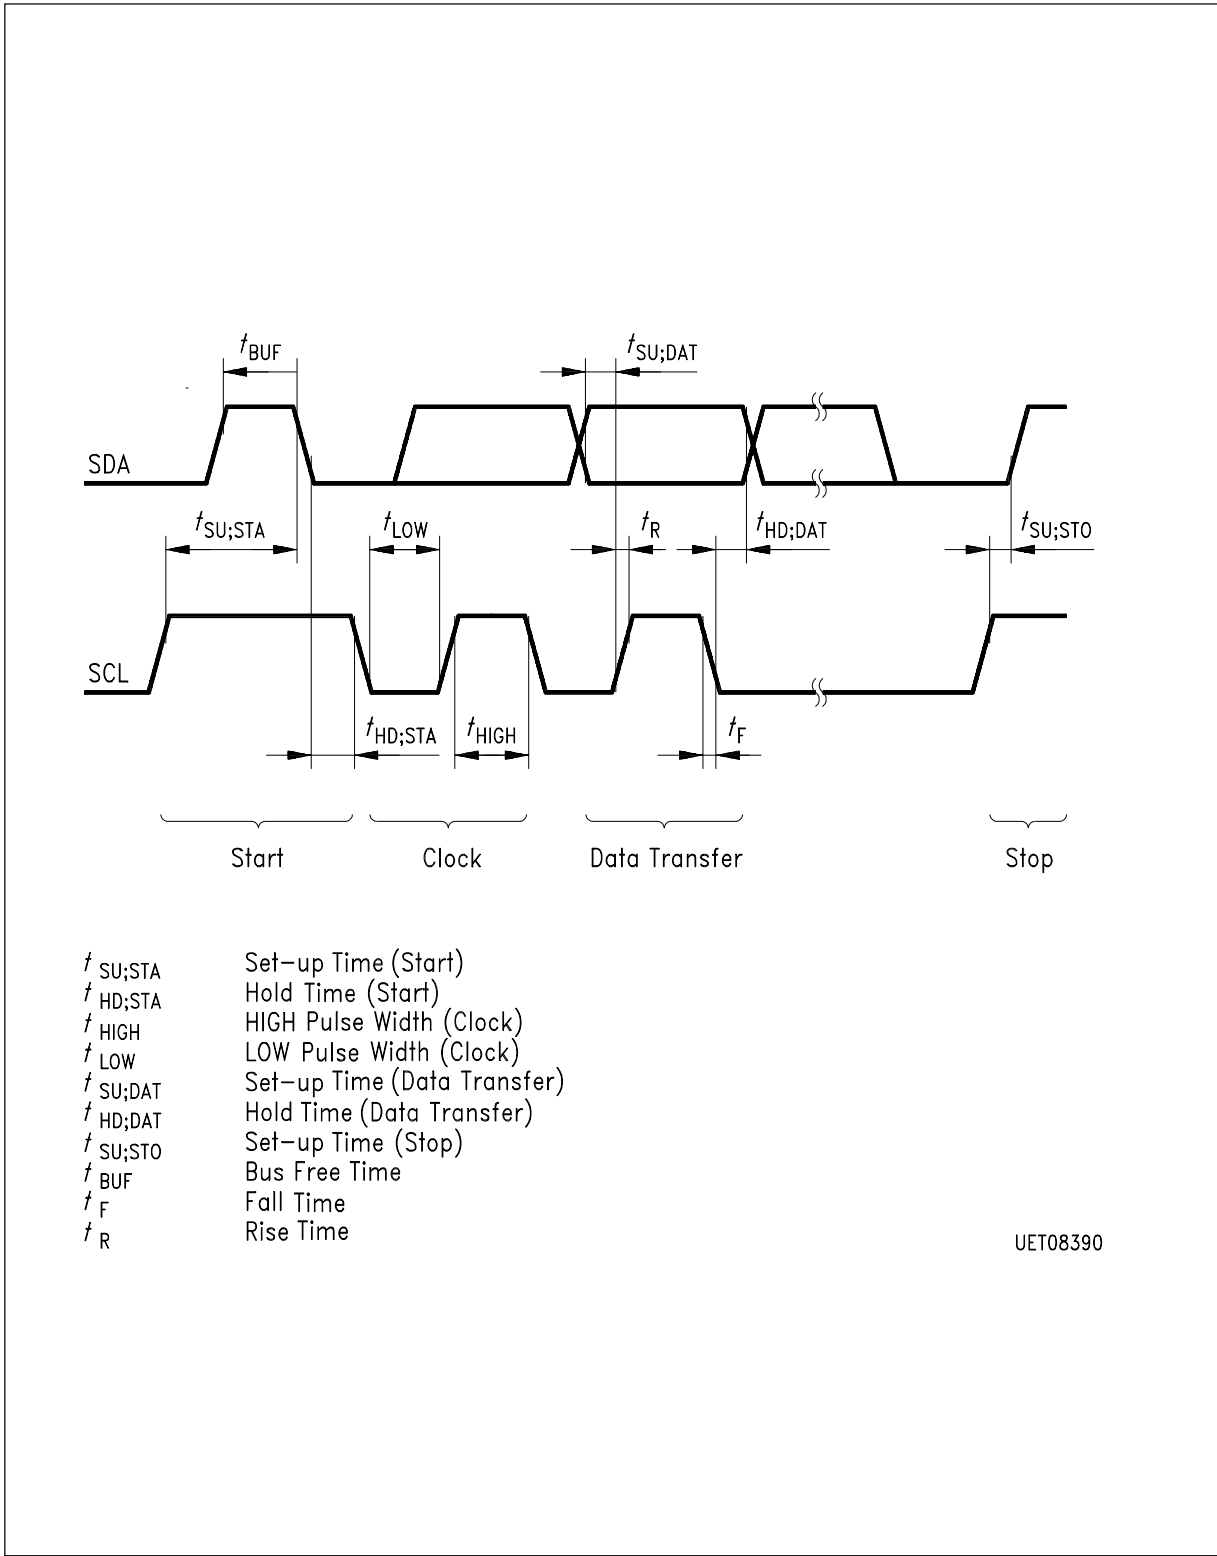 tBUF
tSU;DAT
SDA
tSU;STA
tLOW
tR
tHD;DAT
tSU;STO
SCL
tHD;STA
tHIGH
tF
Start
Clock
Data Transfer
Stop
t SU;STA Set-up Time (Start)
t HD;STA Hold Time (Start)
t HIGH HIGH Pulse Width (Clock)
t LOW LOW Pulse Width (Clock)
t SU;DAT Set-up Time (Data Transfer)
t HD;DAT Hold Time (Data Transfer)
t SU;STO Set-up Time (Stop)
t BUF Bus Free Time
t F Fall Time
t R Rise Time
UET08390